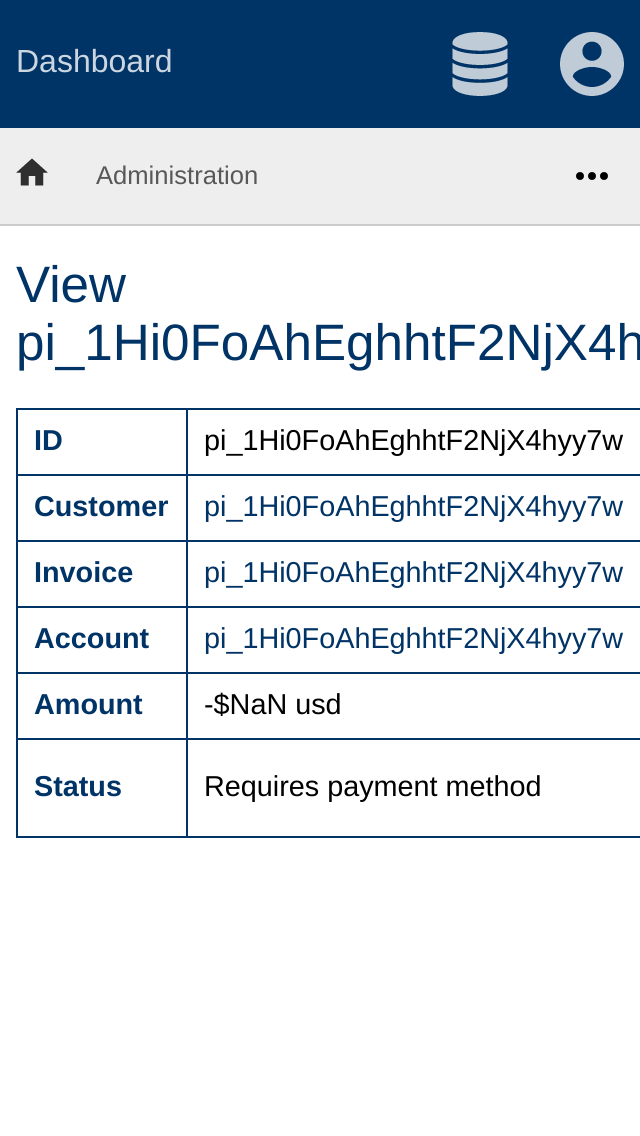 Dashboard
Administration
View
pi_1Hi0FoAhEghhtF2NjX4h
ID pi_1Hi0FoAhEghhtF2NjX4hyy7w
Customer pi_1Hi0FoAhEghhtF2NjX4hyy7w
Invoice pi_1Hi0FoAhEghhtF2NjX4hyy7w
Account pi_1Hi0FoAhEghhtF2NjX4hyy7w
Amount -$NaN usd
Status Requires payment method